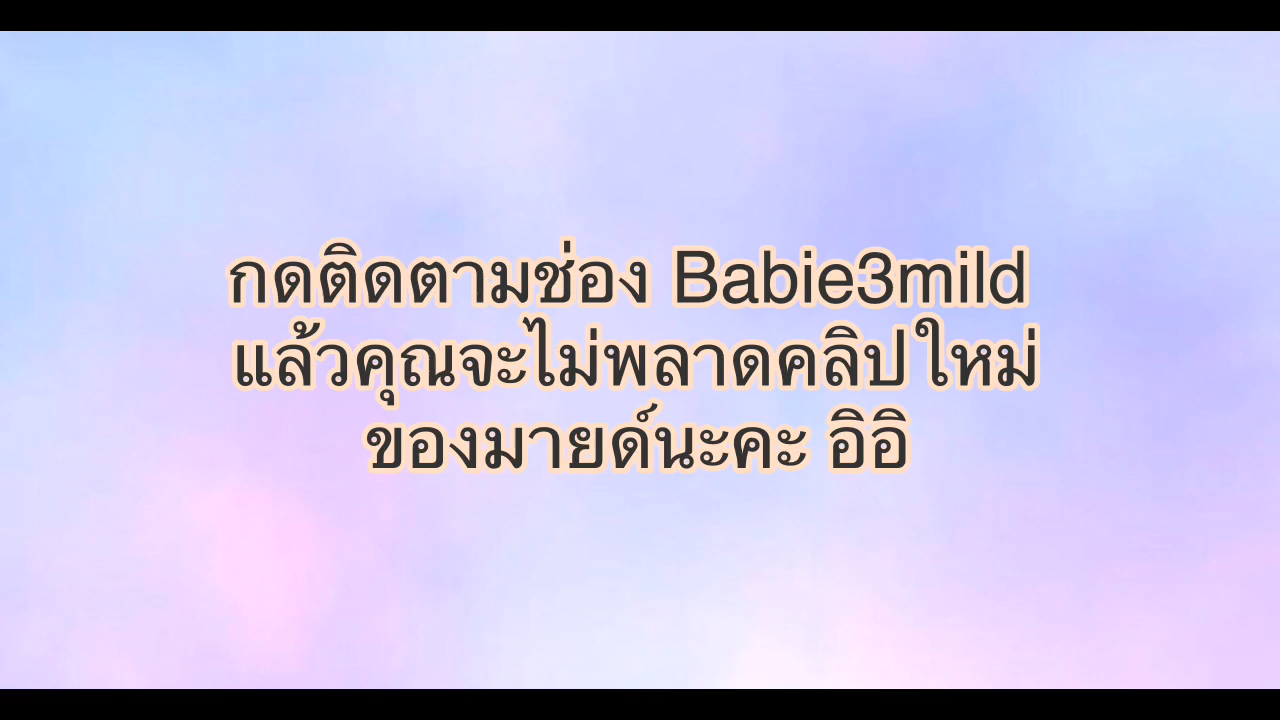 กดติดตามช่อง Babie3mild
แล้วคุณจะไม่พลาดคลิปใหม่
ของมายด์นะคะ อิอิ